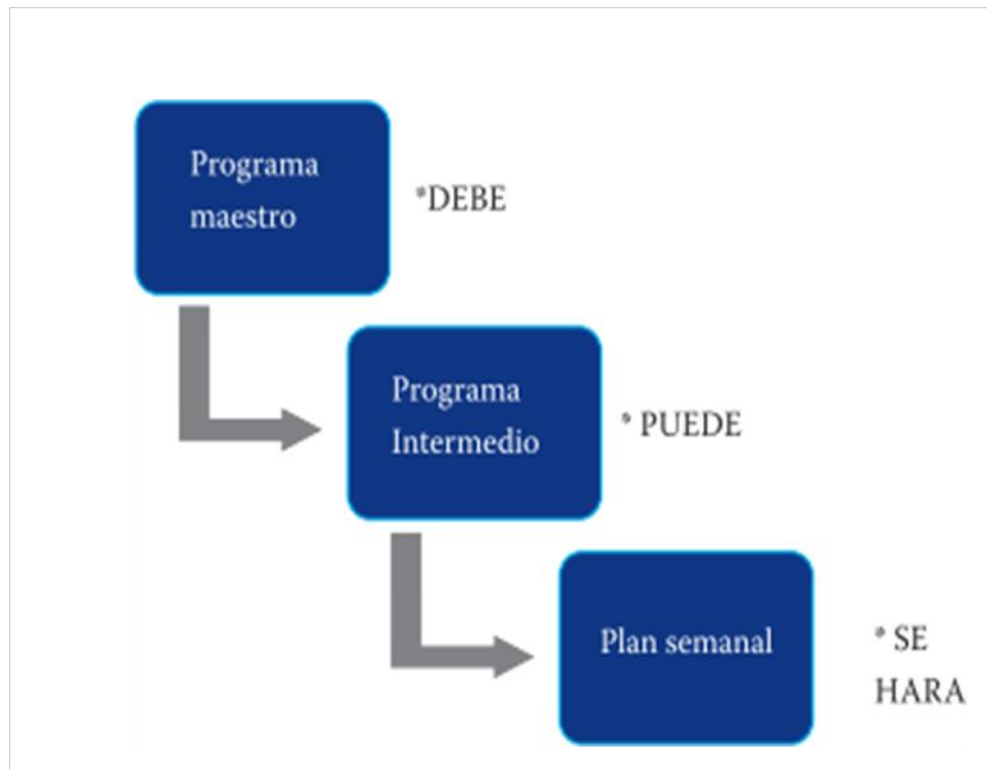 Programa
maestro
*DEBE
Programa
Intermedio
* PUEDE
Plan semanal
* SE
HARA